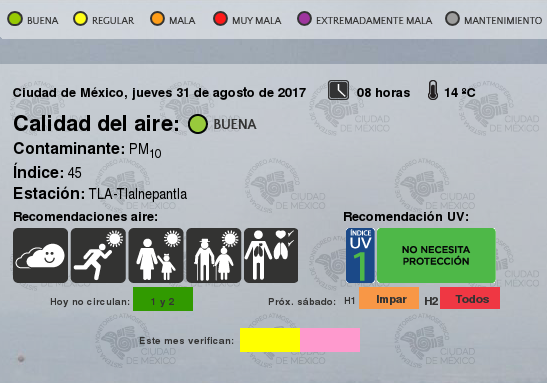 BUENA REGULAR MALA MUY MALA EXTREMADAMENTE MALA MANTENIMIENTO
Ciudad de México, jueves 31 de agosto de 2017 08 horas 14 ºC
Calidad del aire: BUENA
Contaminante: PM10
Índice: 45
Estación: TLA-Tlalnepantla
Recomendaciones aire: Recomendación UV:
ÍNDICE
UV
1
NO NECESITA
PROTECCIÓN
Hoy no circulan: 1 y 2 Próx. sábado: H1 Impar H2 Todos
Este mes verifican:
CIUDAD
DE MÉXICO